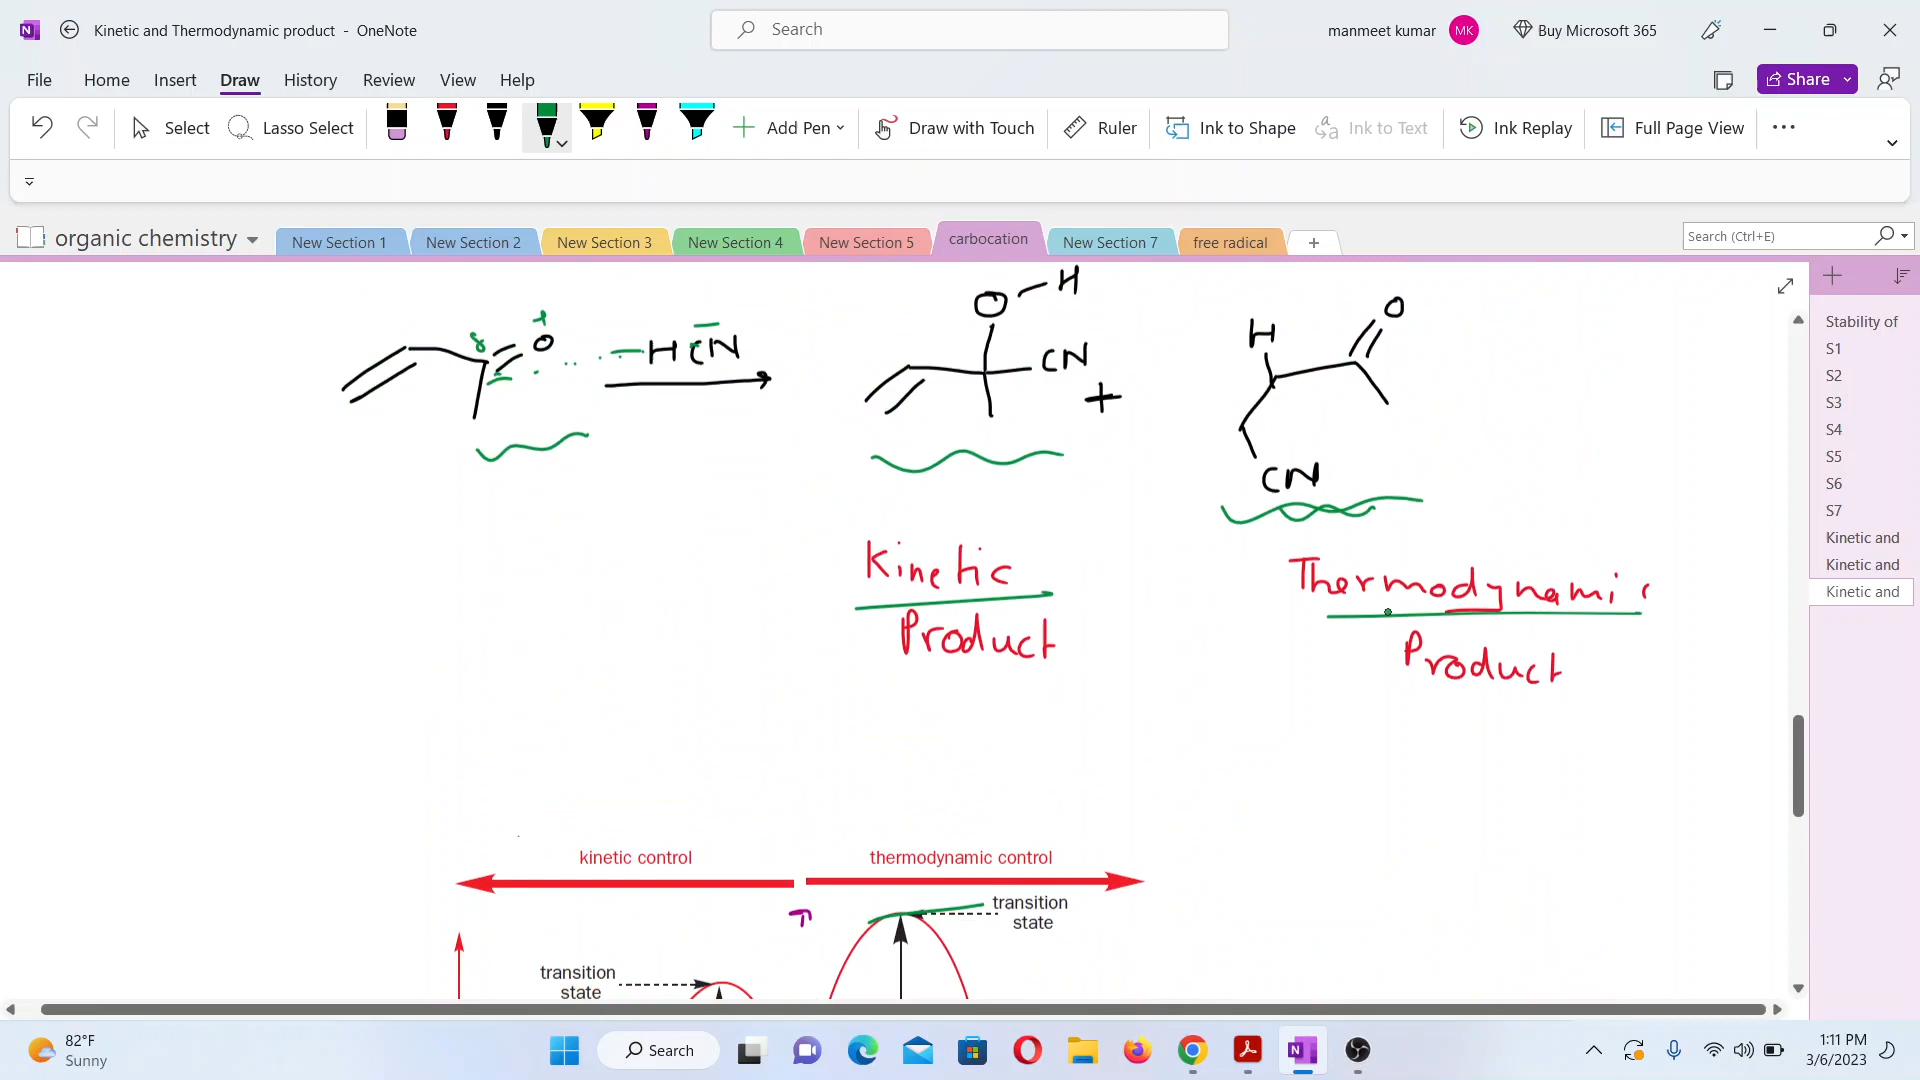 Kinetic and Thermodynamic product - OneNote
Search
manmeet kumar
MK
Buy Microsoft 365
File
Home
Insert
Draw
History
Review
View
Help
Share
Select
Lasso Select
Add Pen
Draw with Touch
Ruler
Ink to Shape
Ink to Text
Ink Replay
Full Page View
organic chemistry
New Section 1
New Section 2
New Section 3
New Section 4
New Section 5
carbocation
New Section 7
free radical
Search (Ctrl+E)
Stability of
S1
S2
S3
S4
S5
S6
S7
Kinetic and
Kinetic and
Kinetic and
O
HCN
O H
CN
+
H
O
CN
Kinetic
Product
Thermodynamic
Product
kinetic control
thermodynamic control
transition
state
transition
state
82°F
Sunny
Search
1:11 PM
3/6/2023